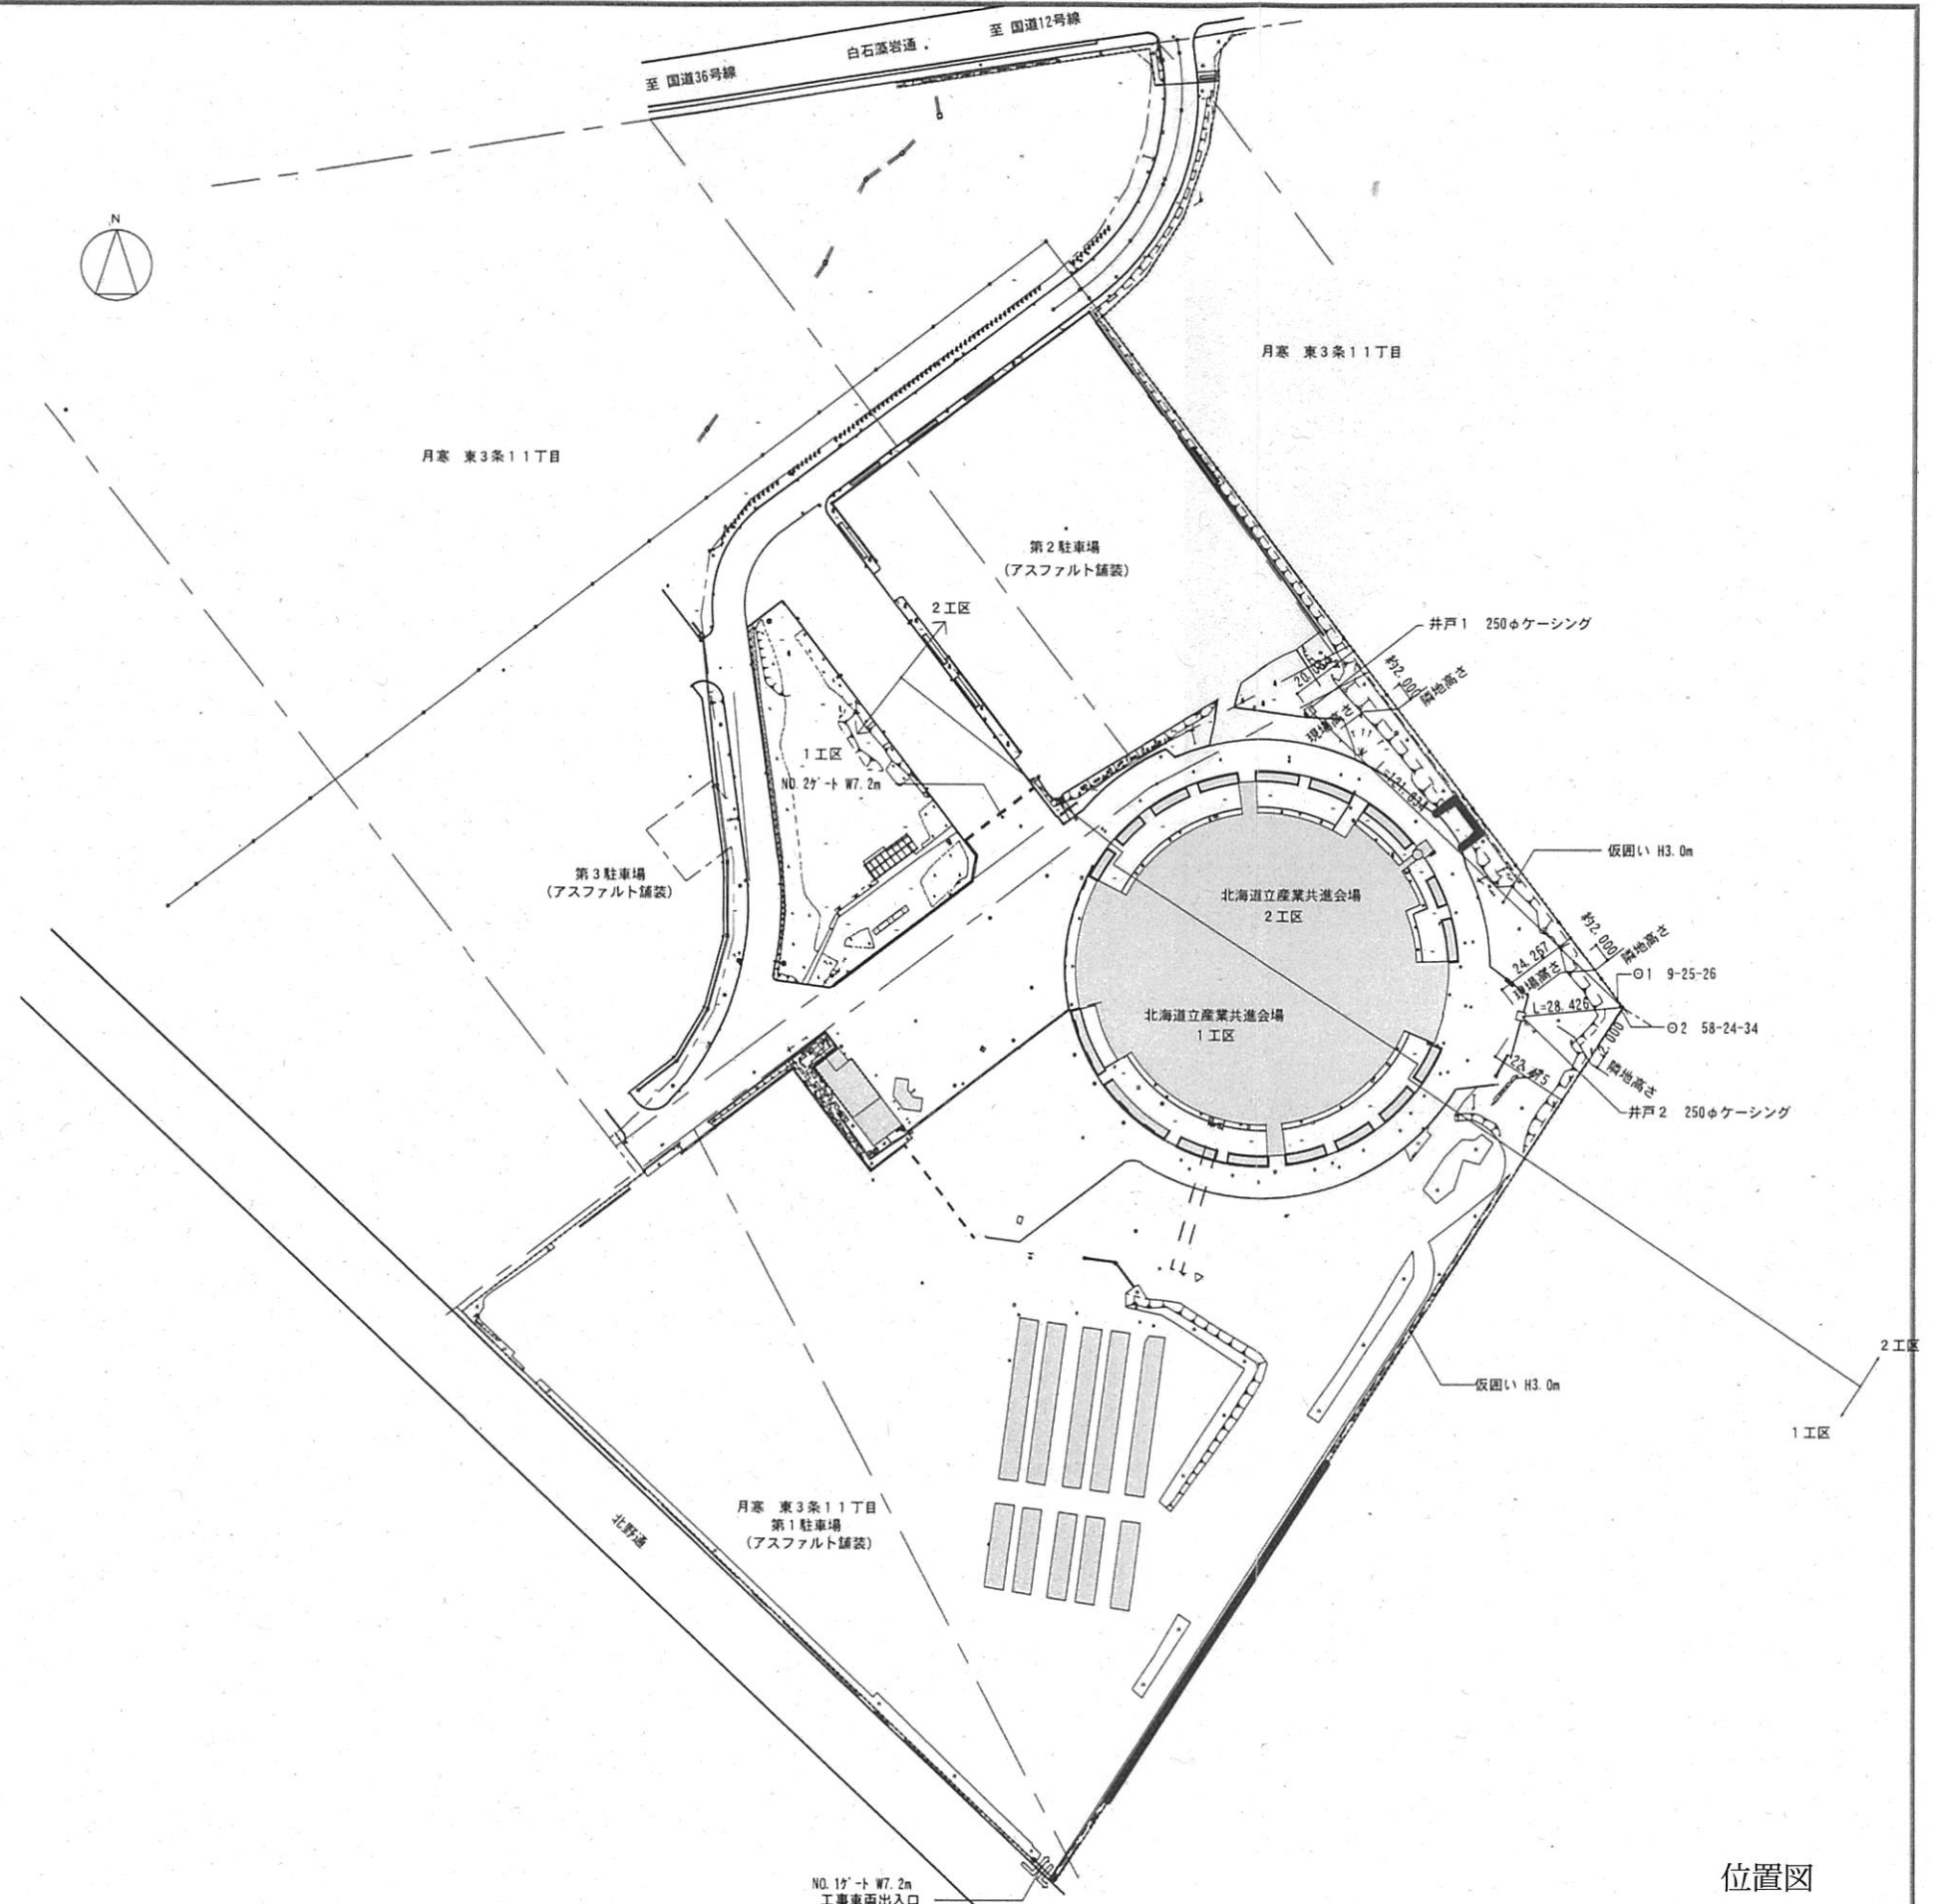 至 国道12号線
白石藻岩通
至 国道36号線
N
月寒 東3条11丁目
月寒 東3条11丁目
第2駐車場
(アスファルト舗装)
2工区
井戸1 250φケーシング
約2,000
隣地高さ
現場高さ
1工区
NO.2ゲート W7.2m
仮囲い H3.0m
第3駐車場
(アスファルト舗装)
北海道立産業共進会場
2工区
約2,000
隣地高さ
24,267
現場高さ
Θ1 9-25-26
L=28.426
北海道立産業共進会場
1工区
Θ2 58-24-34
隣地高さ
井戸2 250φケーシング
2工区
仮囲い H3.0m
1工区
月寒 東3条11丁目
第1駐車場
(アスファルト舗装)
北野通
NO.1ゲート W7.2m
工事車両出入口
位置図